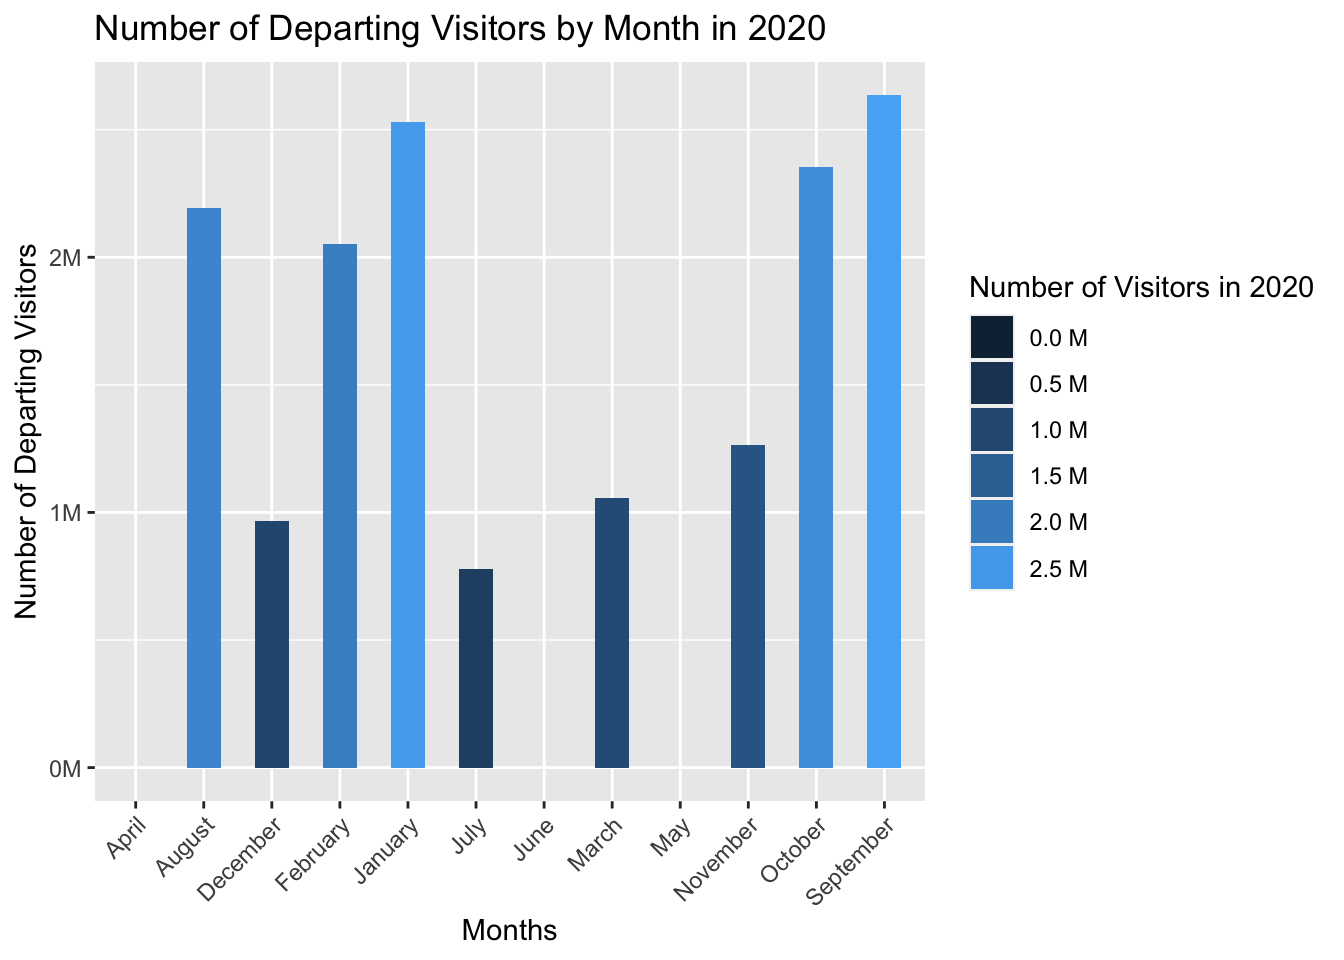 Number of Departing Visitors by Month in 2020
Number of Departing Visitors
2M
1M
0M
April
August
December
February
January
July
June
March
May
November
October
September
Months
Number of Visitors in 2020
0.0 M
0.5 M
1.0 M
1.5 M
2.0 M
2.5 M